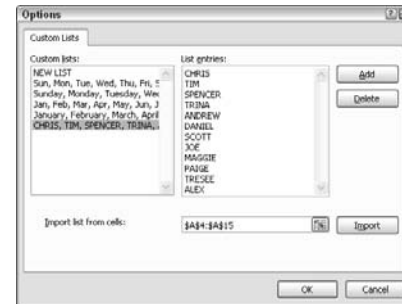 Options
Custom Lists
Custom lists:
NEW LIST
Sun, Mon, Tue, Wed, Thu, Fri, S
Sunday, Monday, Tuesday, Wed
Jan, Feb, Mar, Apr, May, Jun, J
January, February, March, April
CHRIS, TIM, SPENCER, TRINA,
List entries:
CHRIS
TIM
SPENCER
TRINA
ANDREW
DANIEL
SCOTT
JOE
MAGGIE
PAIGE
TRESEE
ALEX
Add
Delete
Import list from cells:
$A$4:$A$15
Import
OK
Cancel